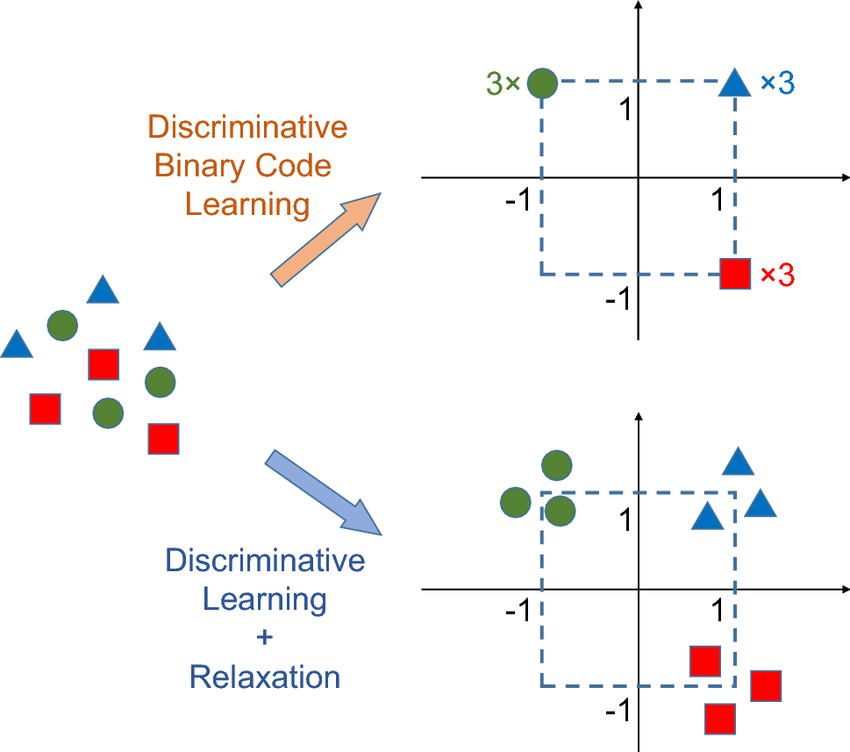 3×
×3
1
Discriminative
Binary Code
Learning
-1
1
×3
-1
1
Discriminative
Learning
+
Relaxation
-1
1
-1